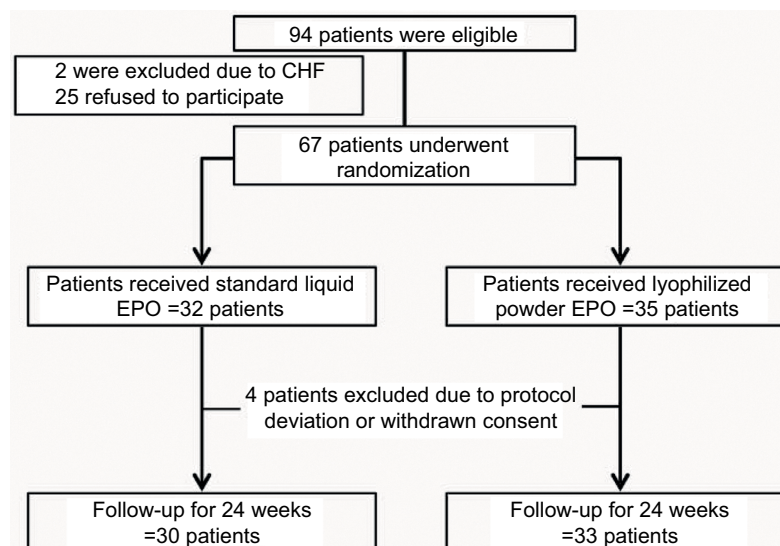 94 patients were eligible
2 were excluded due to CHF
25 refused to participate
67 patients underwent
randomization
Patients received standard liquid
EPO =32 patients
Patients received lyophilized
powder EPO =35 patients
4 patients excluded due to protocol
deviation or withdrawn consent
Follow-up for 24 weeks
=30 patients
Follow-up for 24 weeks
=33 patients